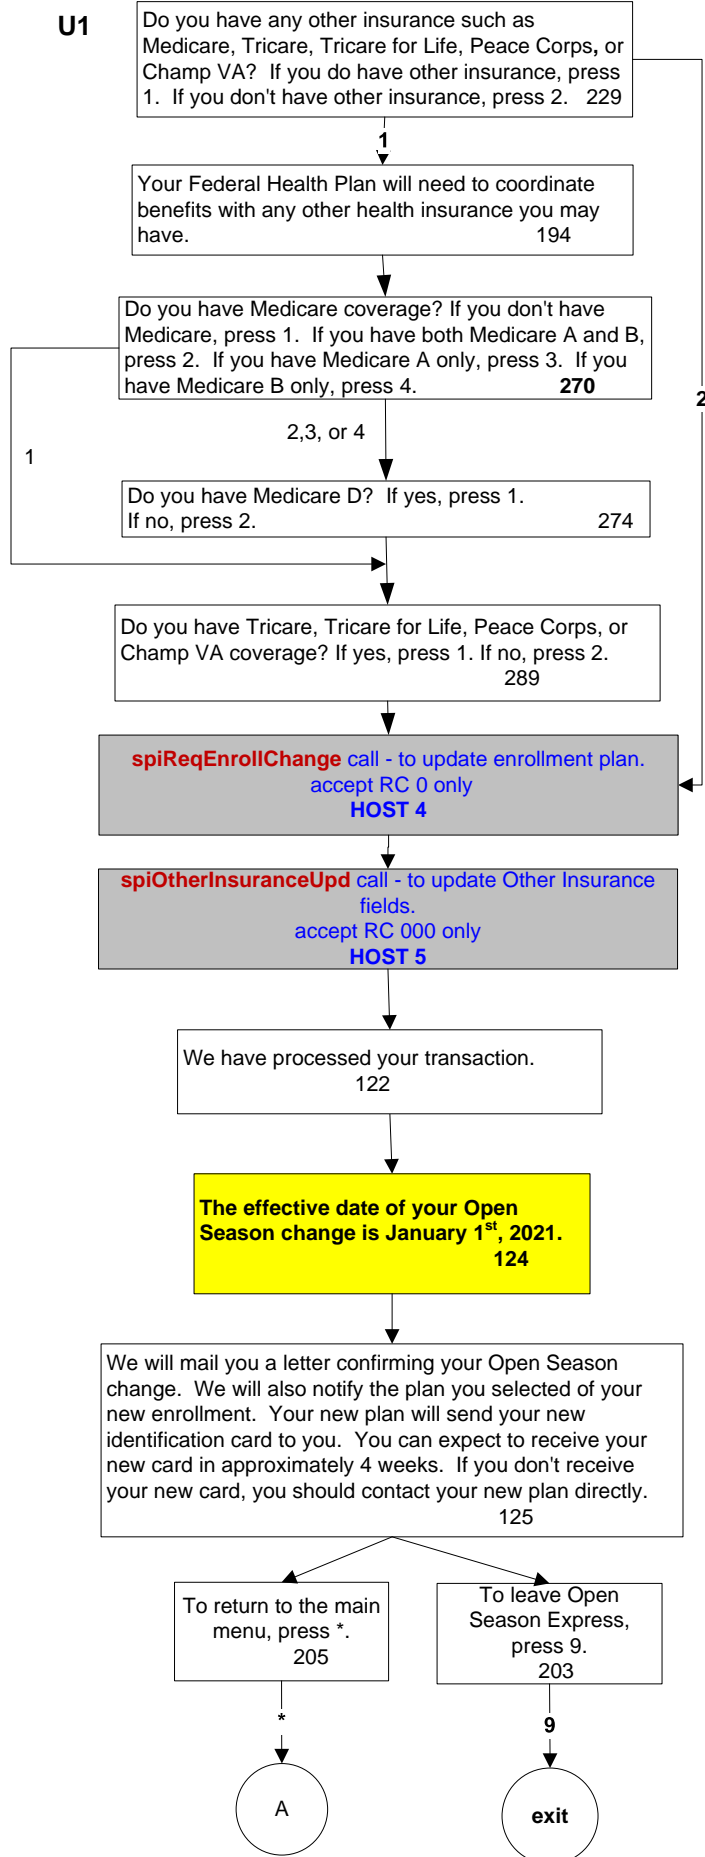 U1
Do you have any other insurance such as
Medicare, Tricare, Tricare for Life, Peace Corps, or
Champ VA? If you do have other insurance, press
1. If you don't have other insurance, press 2. 229
1
Your Federal Health Plan will need to coordinate
benefits with any other health insurance you may
have. 194
Do you have Medicare coverage? If you don't have
Medicare, press 1. If you have both Medicare A and B,
press 2. If you have Medicare A only, press 3. If you
have Medicare B only, press 4. 270
2
2,3, or 4
1
Do you have Medicare D? If yes, press 1.
If no, press 2. 274
Do you have Tricare, Tricare for Life, Peace Corps, or
Champ VA coverage? If yes, press 1. If no, press 2.
289
spiReqEnrollChange call - to update enrollment plan.
accept RC 0 only
HOST 4
spiOtherInsuranceUpd call - to update Other Insurance
fields.
accept RC 000 only
HOST 5
We have processed your transaction.
122
The effective date of your Open
Season change is January 1st, 2021.
124
We will mail you a letter confirming your Open Season
change. We will also notify the plan you selected of your
new enrollment. Your new plan will send your new
identification card to you. You can expect to receive your
new card in approximately 4 weeks. If you don't receive
your new card, you should contact your new plan directly.
125
To return to the main
menu, press *.
205
To leave Open
Season Express,
press 9.
203
*
9
A
exit